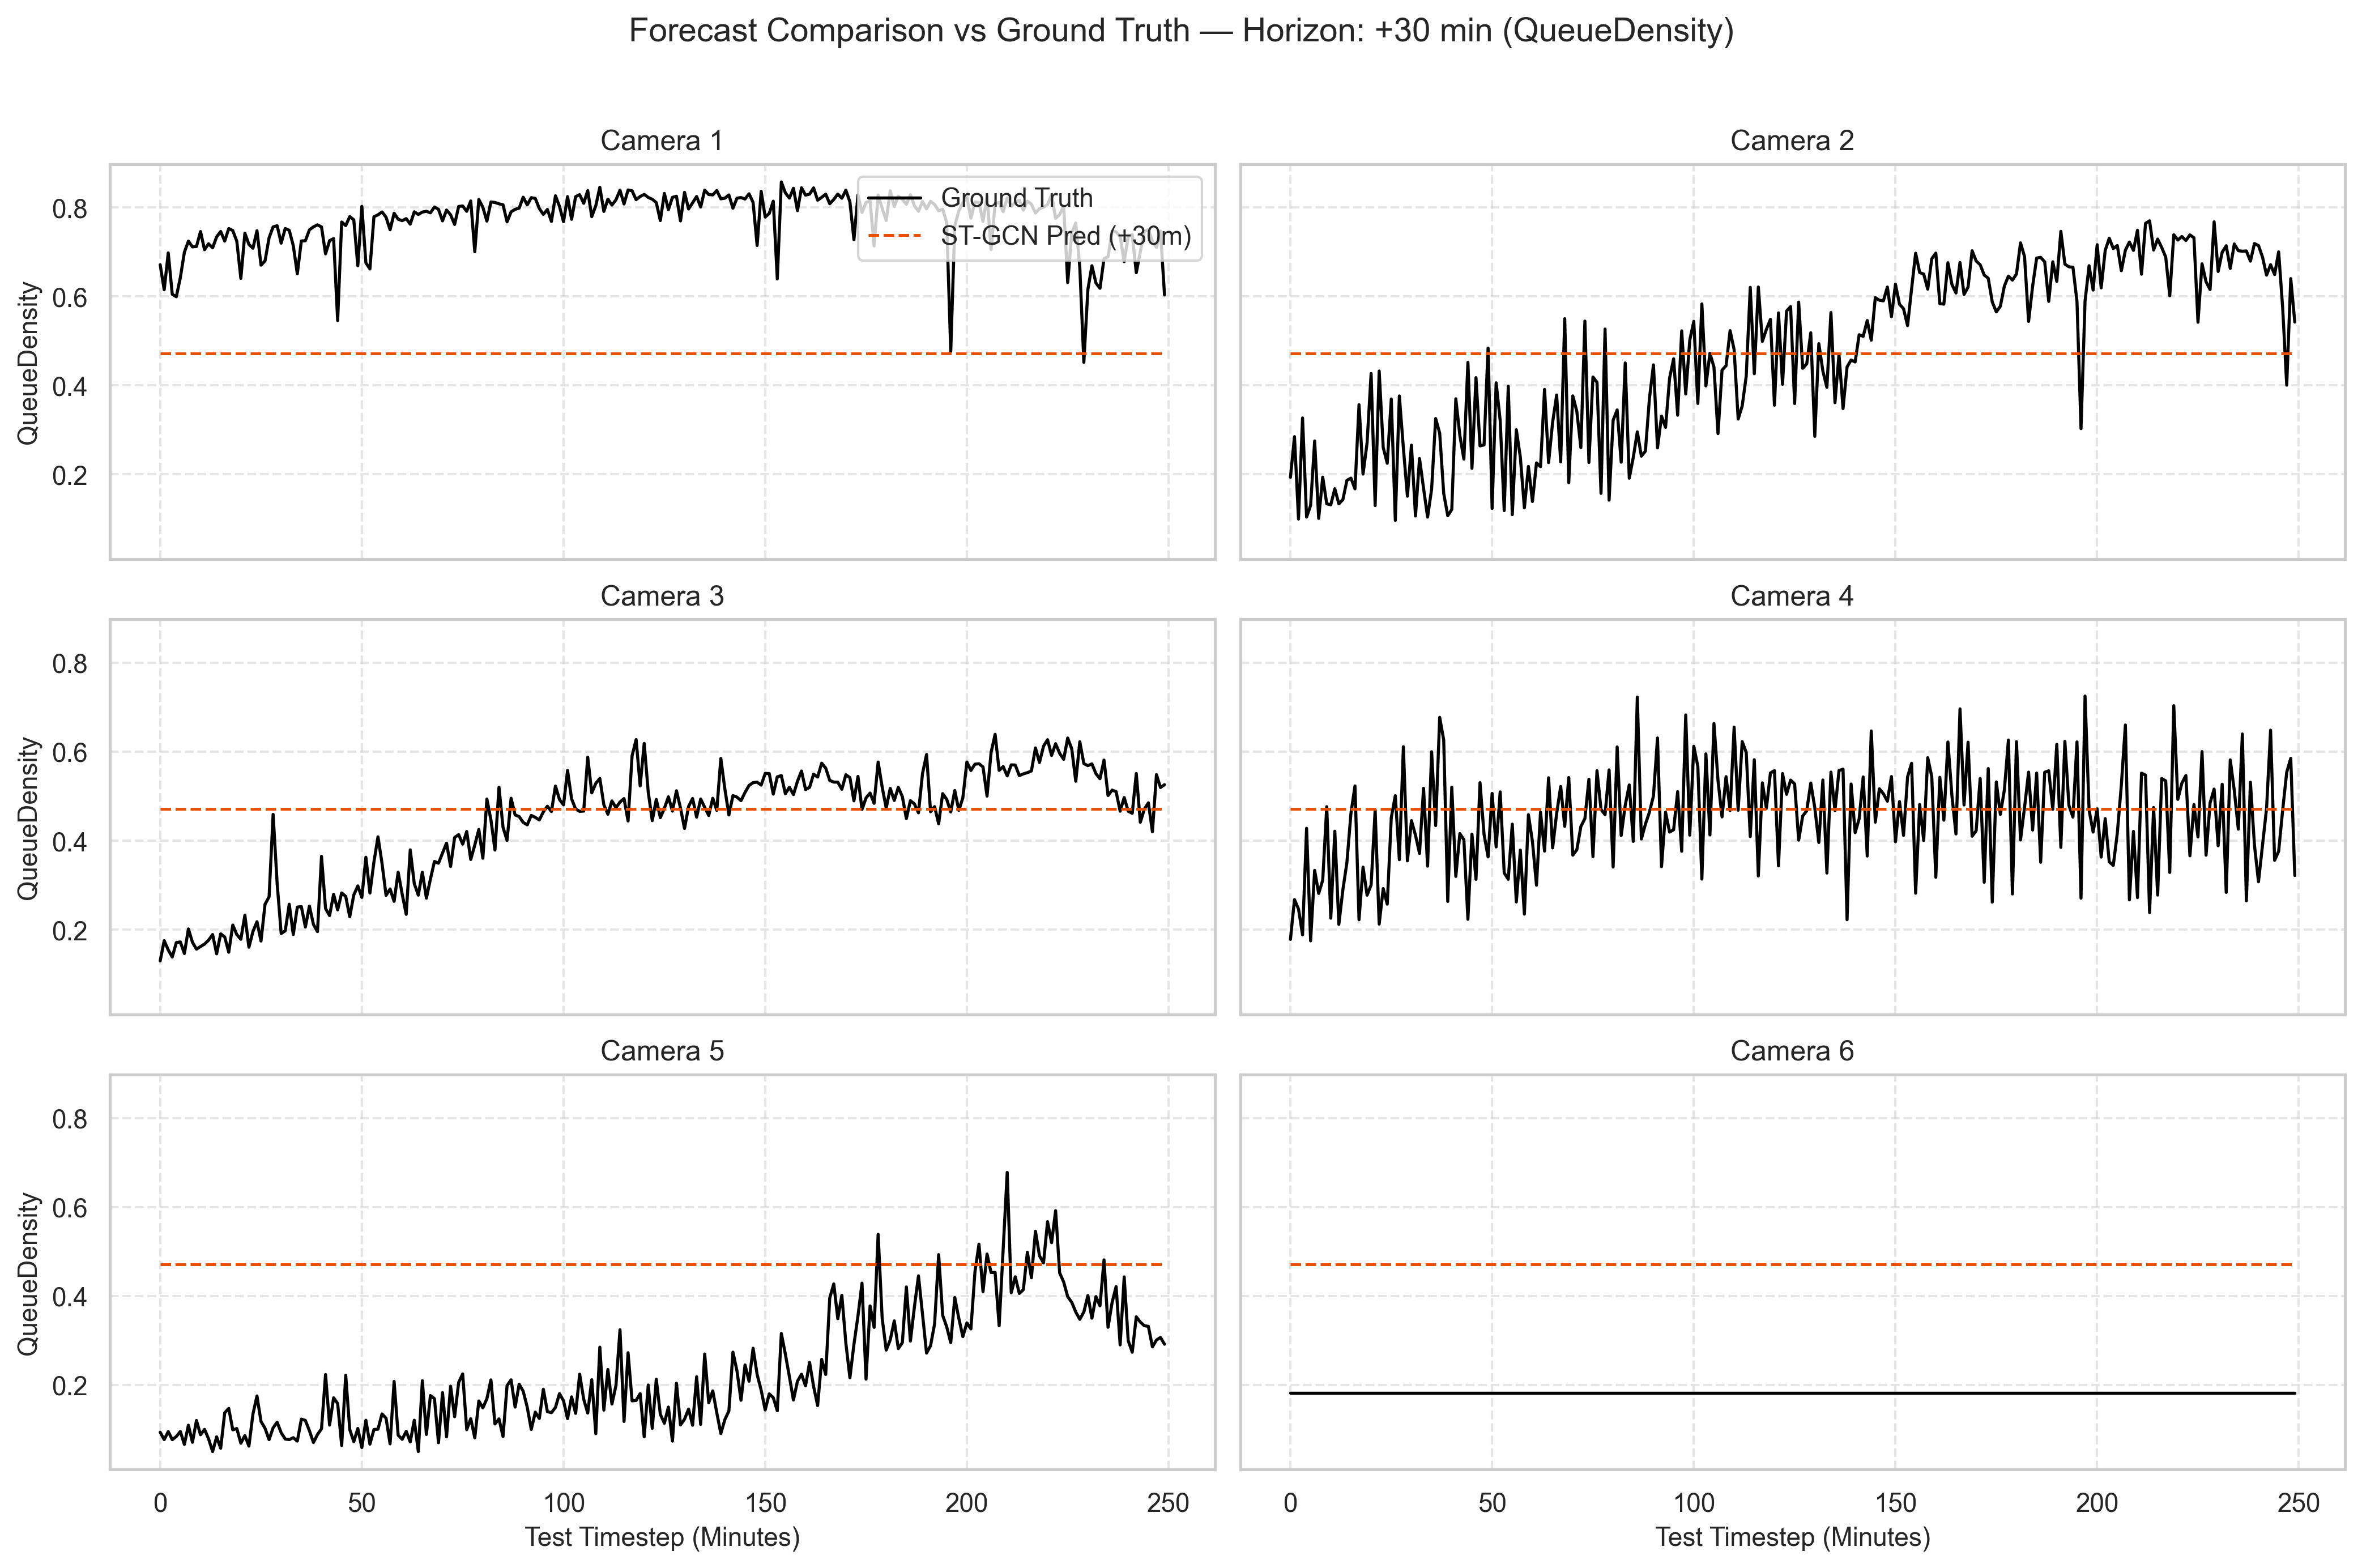 Forecast Comparison vs Ground Truth — Horizon: +30 min (QueueDensity)
Camera 1
Camera 2
Ground Truth
ST-GCN Pred (+30m)
QueueDensity
0.8
0.6
0.4
0.2
Camera 3
Camera 4
QueueDensity
0.8
0.6
0.4
0.2
Camera 5
Camera 6
QueueDensity
0.8
0.6
0.4
0.2
0 50 100 150 200 250
0 50 100 150 200 250
Test Timestep (Minutes)
Test Timestep (Minutes)